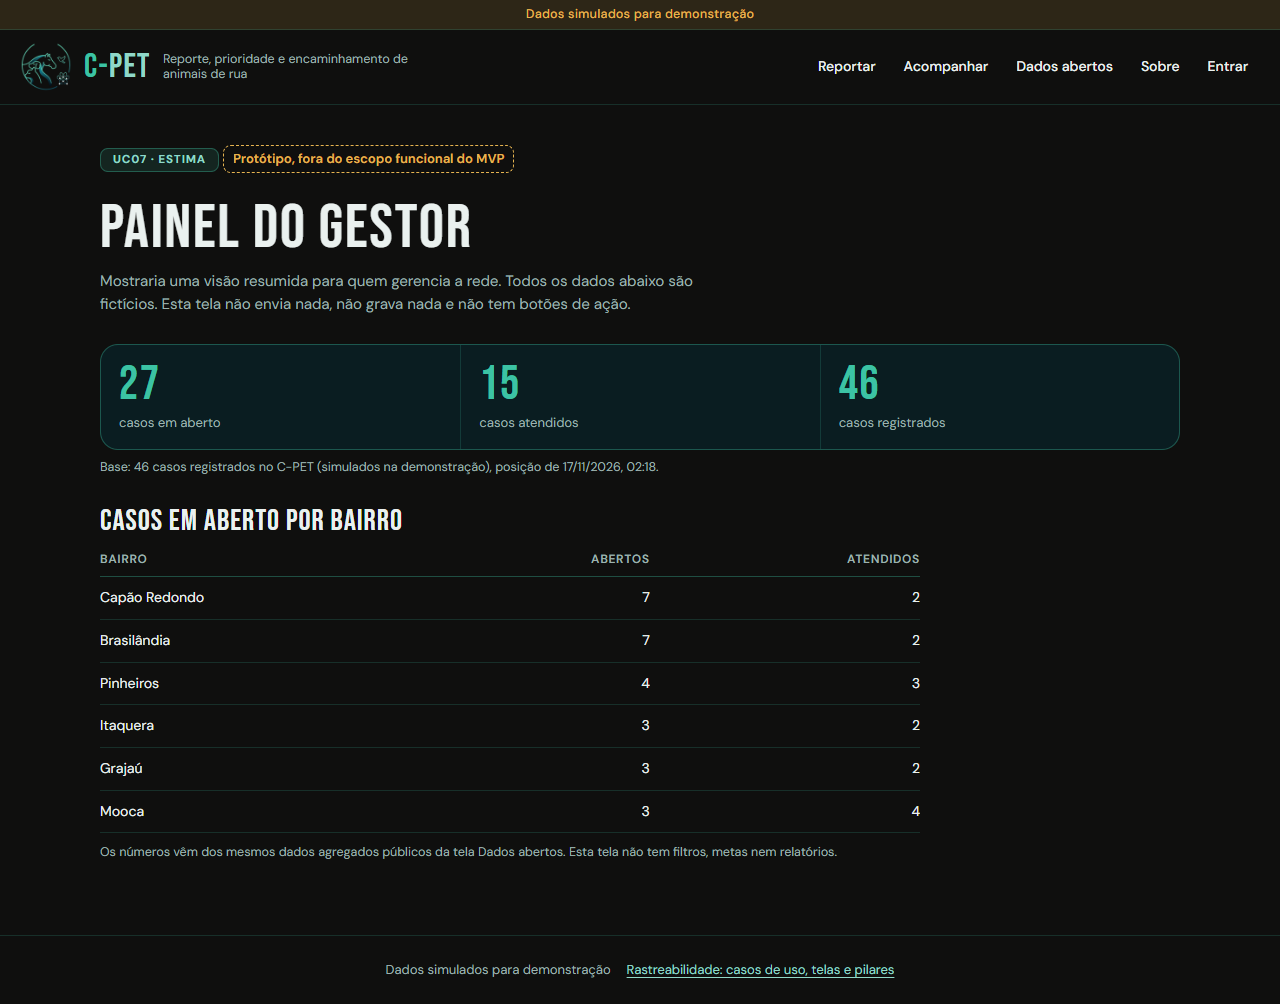 Dados simulados para demonstração
C-PET
Reporte, prioridade e encaminhamento de
animais de rua
Reportar
Acompanhar
Dados abertos
Sobre
Entrar
UC07 · ESTIMA
Protótipo, fora do escopo funcional do MVP
PAINEL DO GESTOR
Mostraria uma visão resumida para quem gerencia a rede. Todos os dados abaixo são
fictícios. Esta tela não envia nada, não grava nada e não tem botões de ação.
27
casos em aberto
15
casos atendidos
46
casos registrados
Base: 46 casos registrados no C-PET (simulados na demonstração), posição de 17/11/2026, 02:18.
CASOS EM ABERTO POR BAIRRO
BAIRRO ABERTOS ATENDIDOS
Capão Redondo 7 2
Brasilândia 7 2
Pinheiros 4 3
Itaquera 3 2
Grajaú 3 2
Mooca 3 4
Os números vêm dos mesmos dados agregados públicos da tela Dados abertos. Esta tela não tem filtros, metas nem relatórios.
Dados simulados para demonstração
Rastreabilidade: casos de uso, telas e pilares